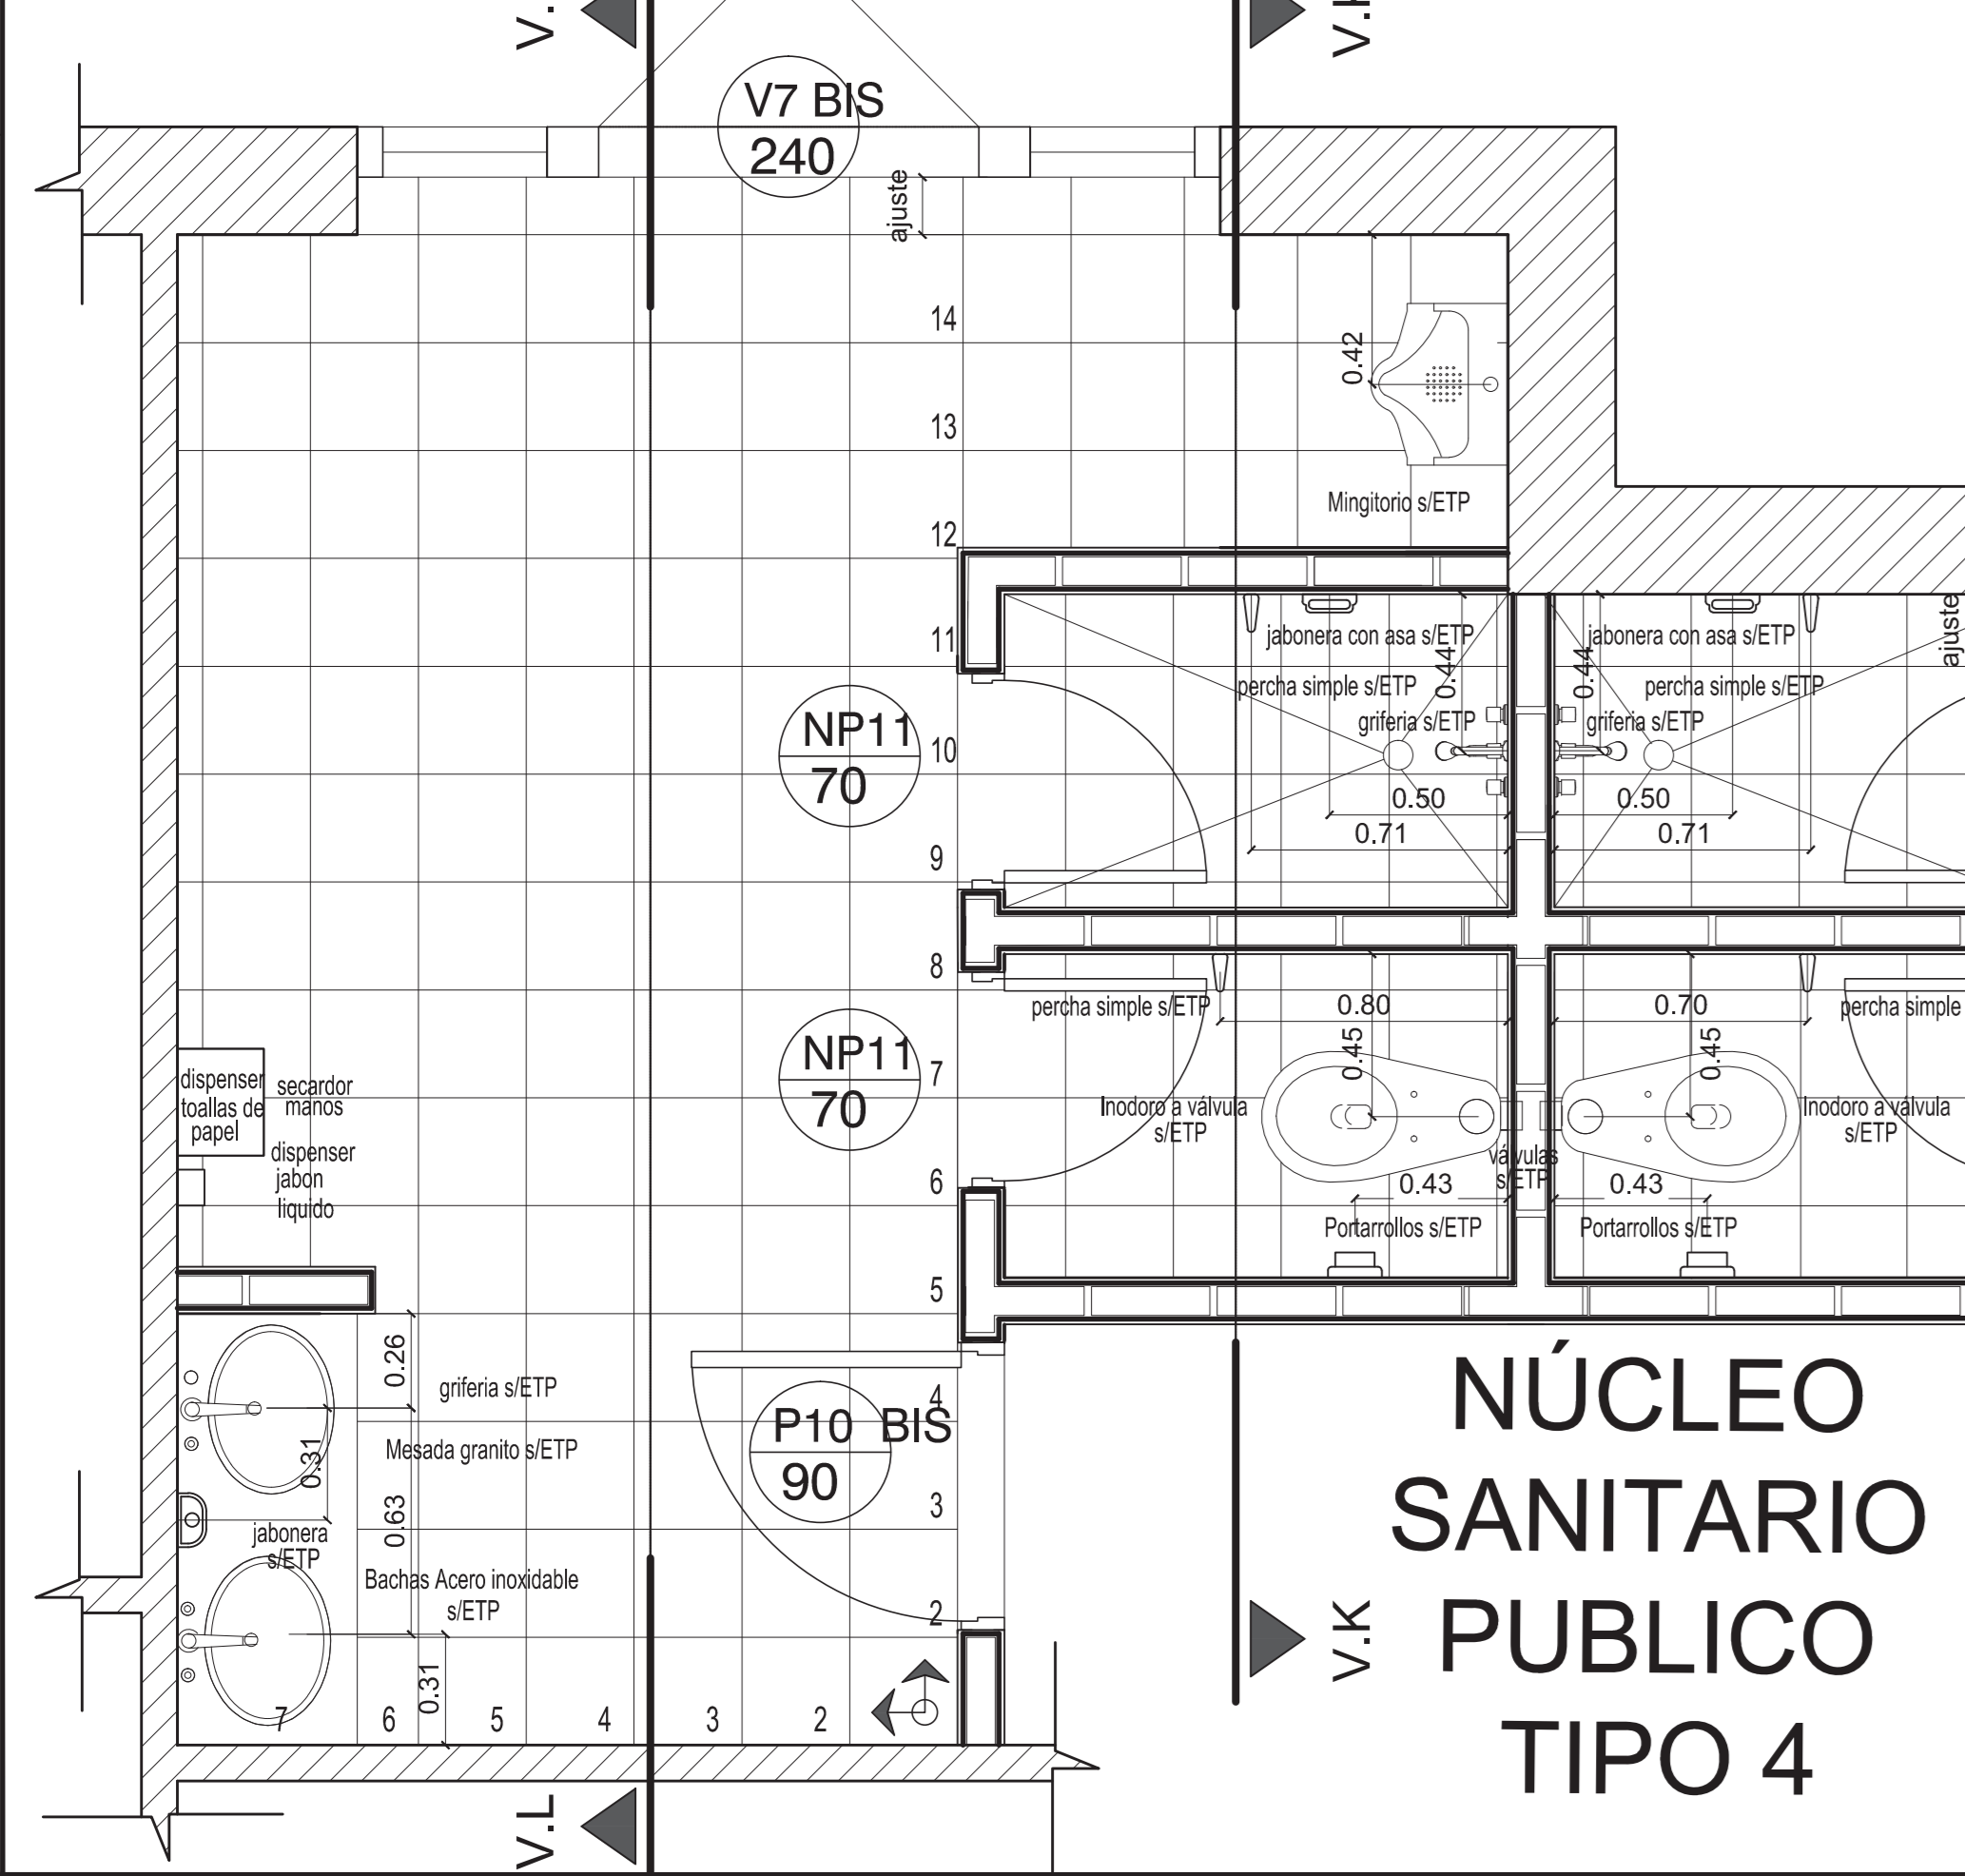 V.
V.K
V7 BIS
240
ajuste
14
0.42
13
Mingitorio s/ETP
12
11
jabonera con asa s/ETP
0.44
percha simple s/ETP
griferia s/ETP
jabonera con asa s/ETP
0.44
percha simple s/ETP
griferia s/ETP
ajuste
NP11
70
10
0.50
0.71
0.50
0.71
9
8
percha simple s/ETP
0.80
0.45
0.70
0.45
percha simple
NP11
70
7
dispenser
toallas de
papel
secardor
manos
dispenser
jabon
liquido
Inodoro a válvula
s/ETP
válvulas
s/ETP
Inodoro a válvula
s/ETP
6
0.43
0.43
Portarrollos s/ETP
Portarrollos s/ETP
5
0.26
griferia s/ETP
4
P10 BIS
90
Mesada granito s/ETP
0.31
0.63
3
jabonera
s/ETP
Bachas Acero inoxidable
s/ETP
2
0.31
7
6
5
4
3
2
NÚCLEO
SANITARIO
PUBLICO
TIPO 4
V.K
V.L